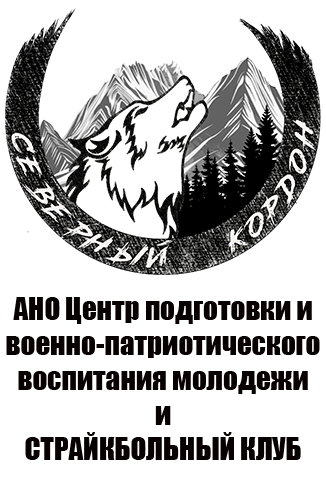 СЕВЕРНЫЙ КОРДОН
АНО Центр подготовки и
военно-патриотического
воспитания молодежи
и
СТРАЙКБОЛЬНЫЙ КЛУБ